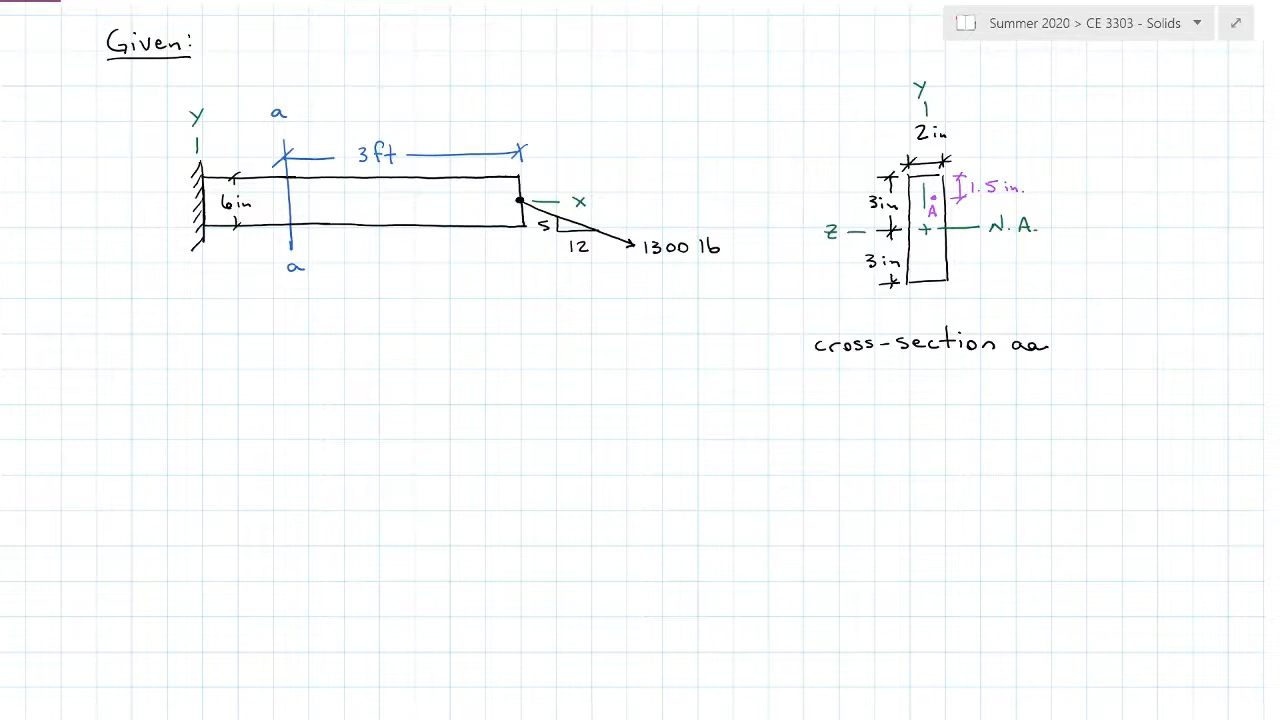 Summer 2020 > CE 3303 - Solids
Given:
y
a
3 ft
6 in
x
5
12
1300 lb
a
y
2 in
3 in
1.5 in.
A
z
N.A.
3 in
cross-section aa